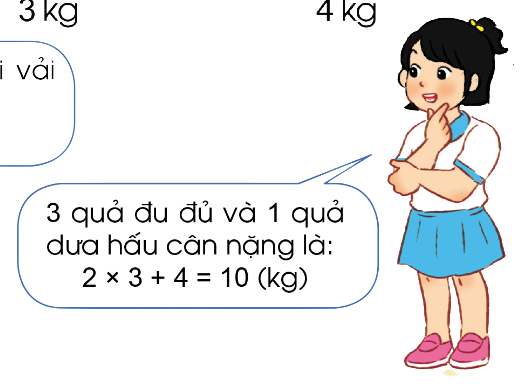 3 kg
4 kg
i vải
3 quả đu đủ và 1 quả
dưa hấu cân nặng là:
2 × 3 + 4 = 10 (kg)